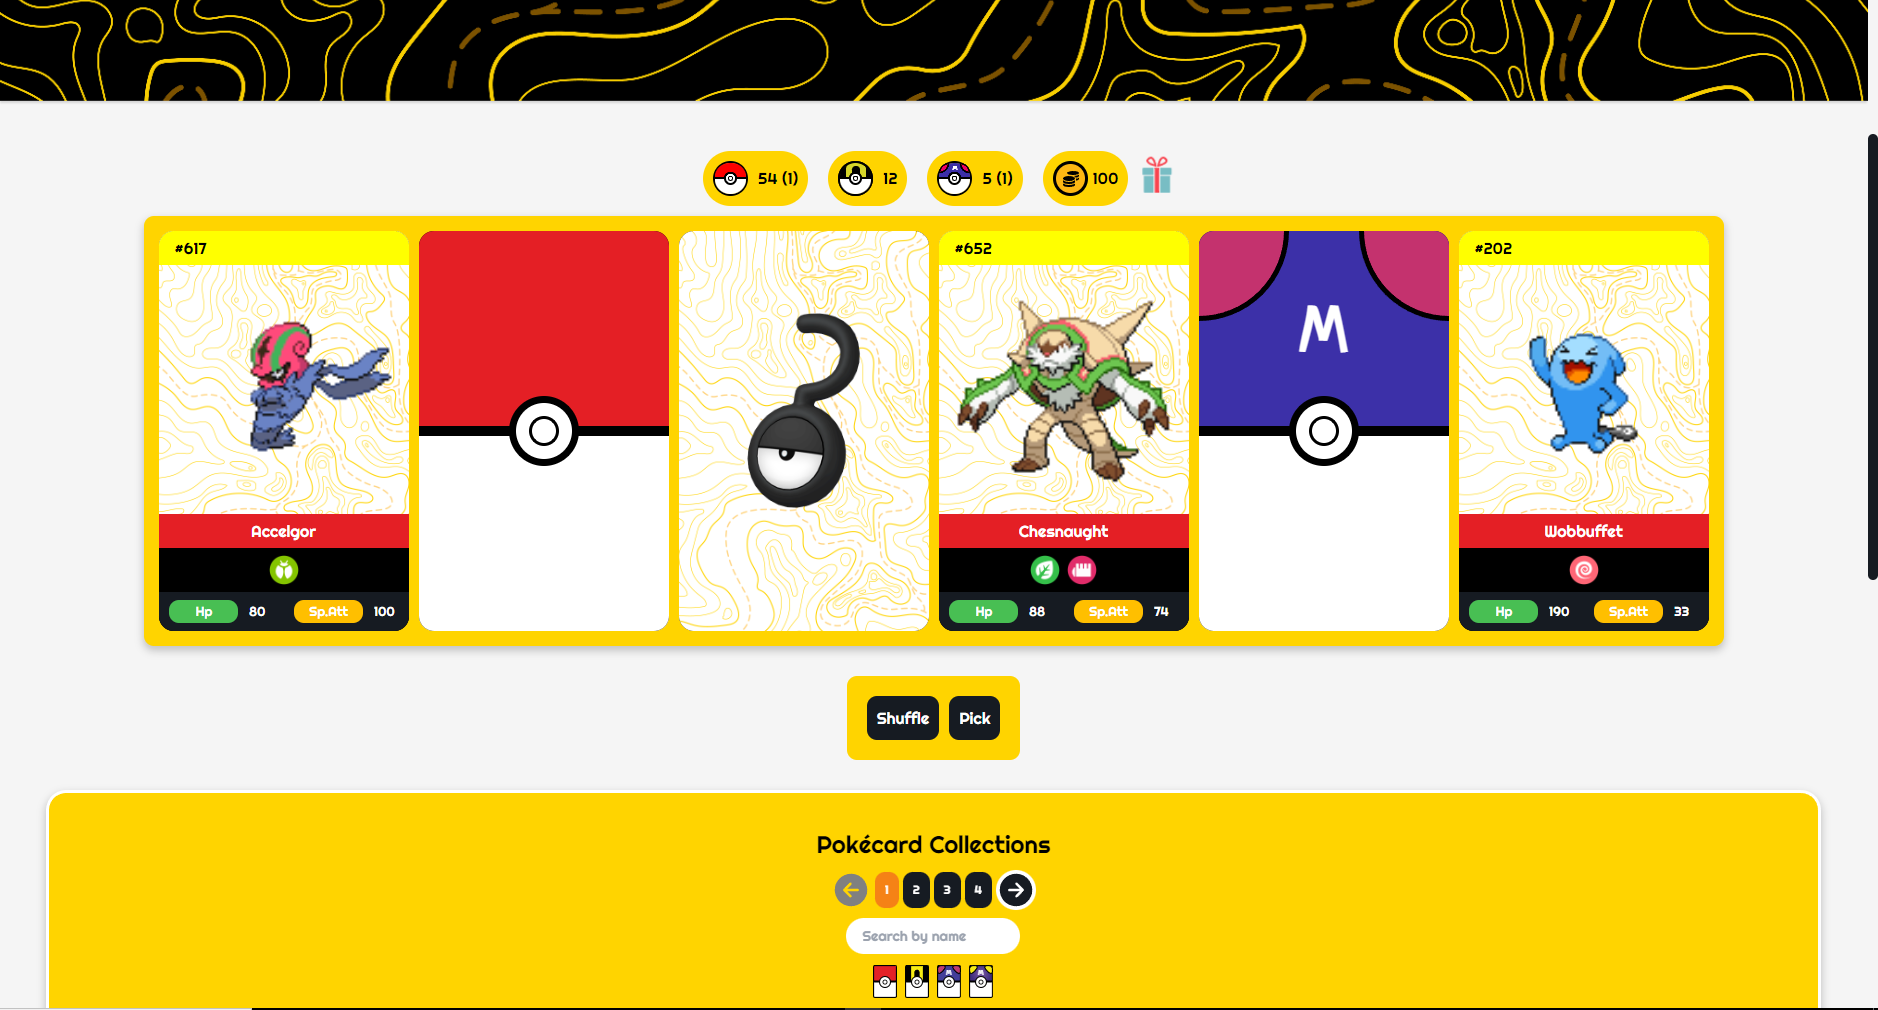 54 (1) 12 5 (1) 100
#617 #652 #202
M
Accelgor Chesnaught Wobbuffet
Hp 80 Sp.Att 100 Hp 88 Sp.Att 74 Hp 190 Sp.Att 33
Shuffle Pick
Pokécard Collections
1 2 3 4
Search by name